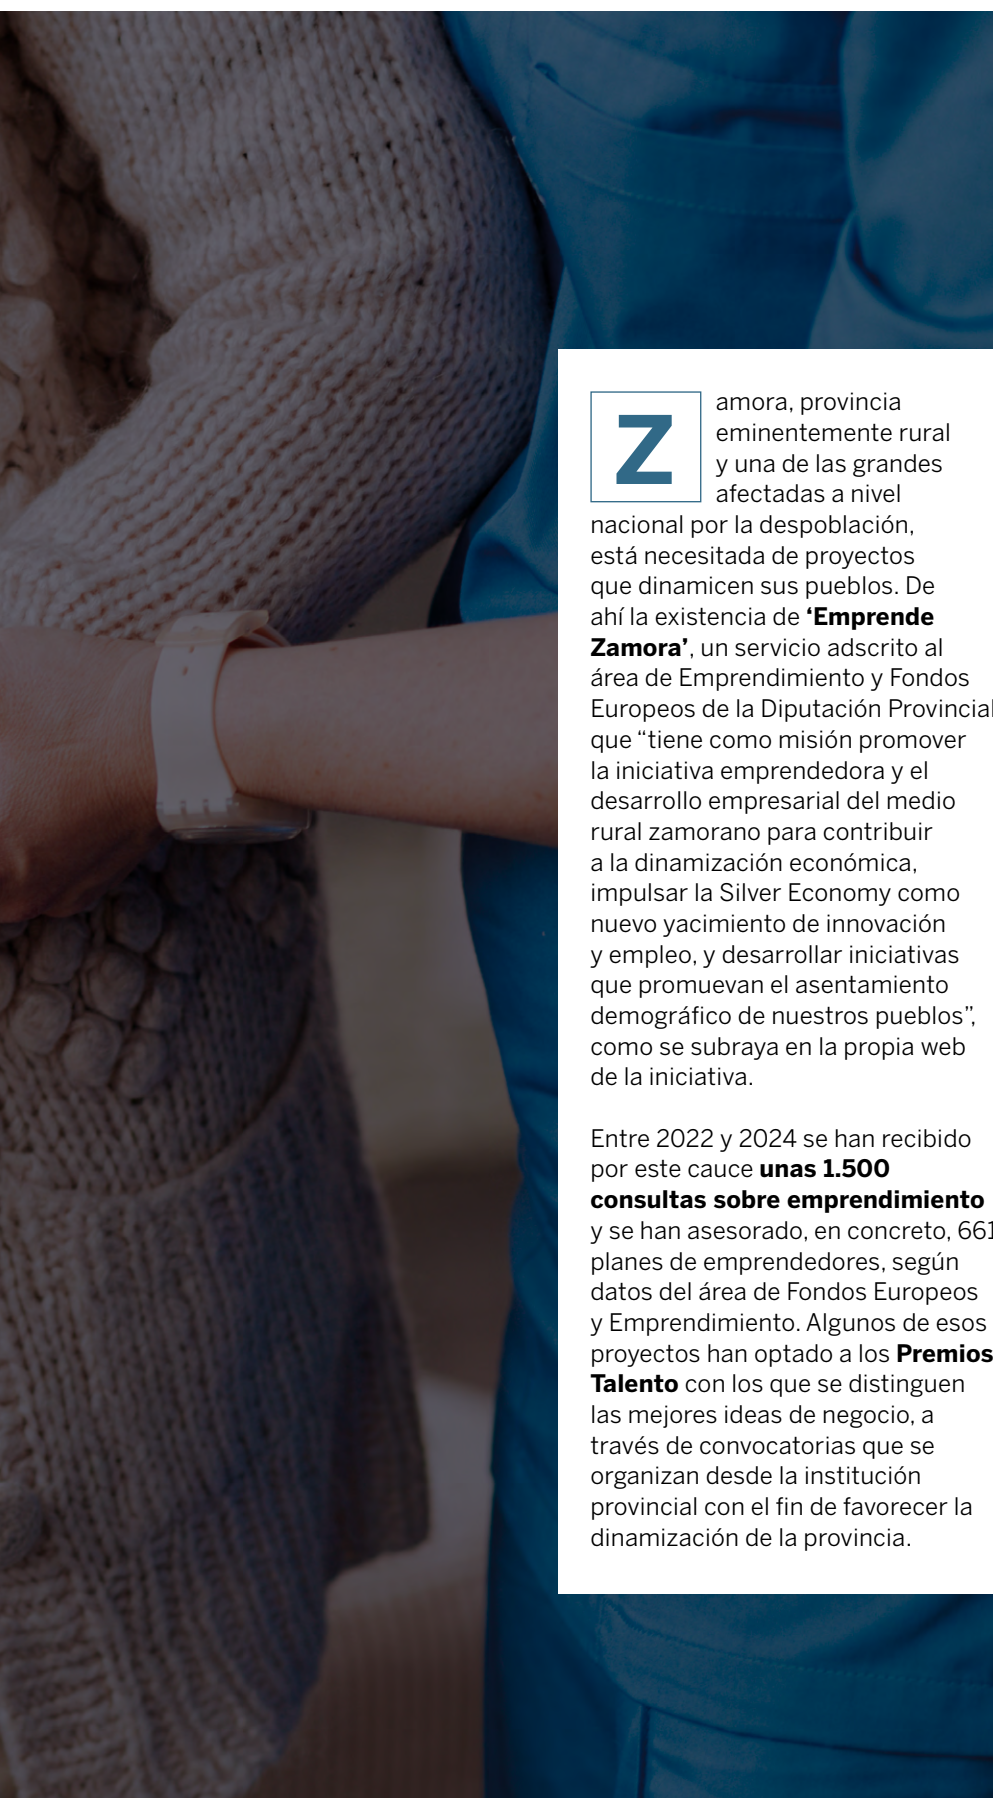 Zamora, provincia
eminentemente rural
y una de las grandes
afectadas a nivel
nacional por la despoblación,
está necesitada de proyectos
que dinamicen sus pueblos. De
ahí la existencia de ‘Emprende
Zamora’, un servicio adscrito al
área de Emprendimiento y Fondos
Europeos de la Diputación Provincial
que “tiene como misión promover
la iniciativa emprendedora y el
desarrollo empresarial del medio
rural zamorano para contribuir
a la dinamización económica,
impulsar la Silver Economy como
nuevo yacimiento de innovación
y empleo, y desarrollar iniciativas
que promuevan el asentamiento
demográfico de nuestros pueblos”,
como se subraya en la propia web
de la iniciativa.
Entre 2022 y 2024 se han recibido
por este cauce unas 1.500
consultas sobre emprendimiento
y se han asesorado, en concreto, 661
planes de emprendedores, según
datos del área de Fondos Europeos
y Emprendimiento. Algunos de esos
proyectos han optado a los Premios
Talento con los que se distinguen
las mejores ideas de negocio, a
través de convocatorias que se
organizan desde la institución
provincial con el fin de favorecer la
dinamización de la provincia.